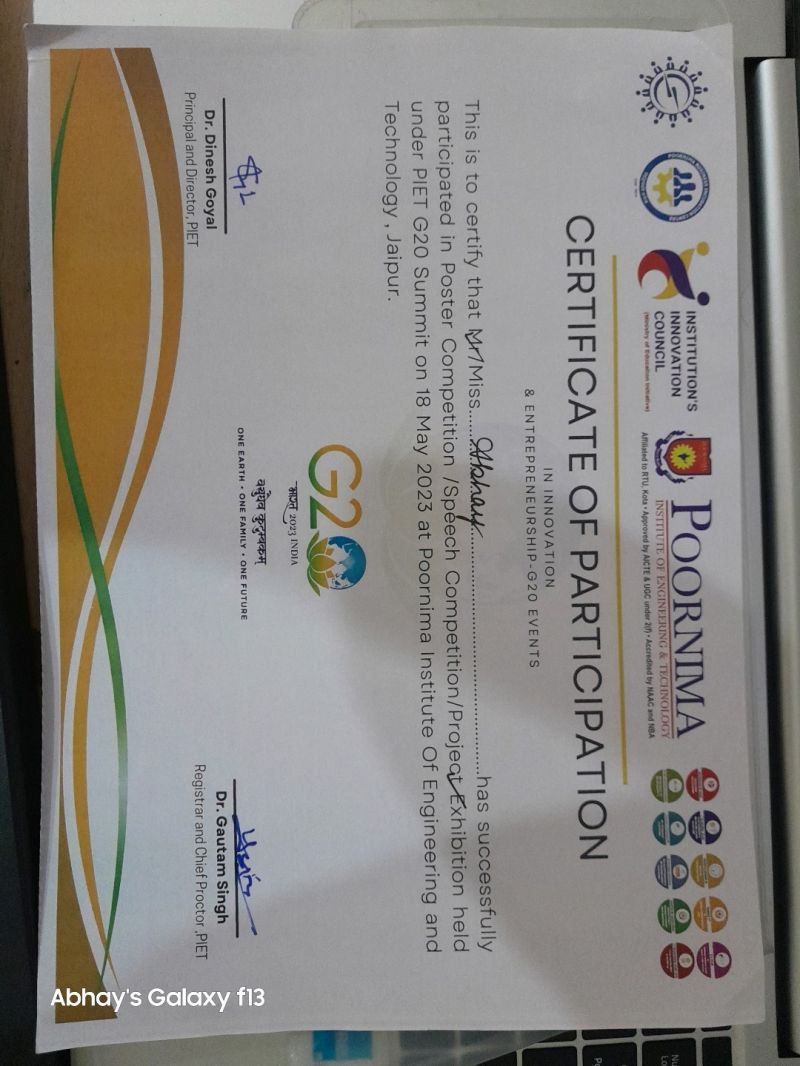 INSTITUTION'S
INNOVATION
COUNCIL
(Ministry of Education Initiative)
POORNIMA
POORNIMA
INSTITUTE OF ENGINEERING & TECHNOLOGY
Affiliated to RTU, Kota • Approved by AICTE & UGC under 2(f) • Accredited by NAAC and NBA
CERTIFICATE OF PARTICIPATION
IN INNOVATION
& ENTREPRENEURSHIP-G20 EVENTS
This is to certify that Mr/Miss......Abhay..........................................has successfully
participated in Poster Competition /Speech Competition/Project Exhibition held
under PIET G20 Summit on 18 May 2023 at Poornima Institute Of Engineering and
Technology , Jaipur.
G20
भारत 2023 INDIA
वसुधैव कुटुम्बकम्
ONE EARTH • ONE FAMILY • ONE FUTURE
Dr. Dinesh Goyal
Principal and Director, PIET
Dr. Gautam Singh
Registrar and Chief Proctor ,PIET
Abhay's Galaxy f13